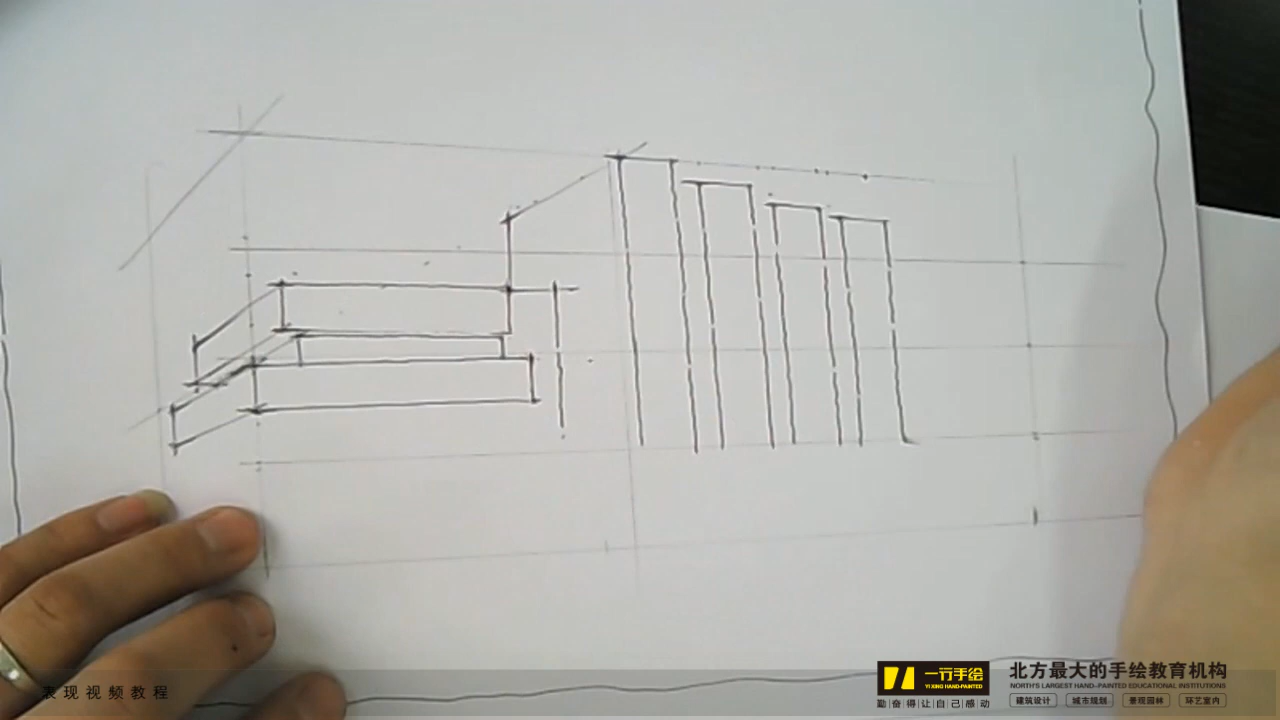 表现视频教程
一行手绘
YI XING HAND-PAINTED
勤奋得让自己感动
北方最大的手绘教育机构
NORTH'S LARGEST HAND-PAINTED EDUCATIONAL INSTITUTIONS
建筑设计 城市规划 景观园林 环艺室内